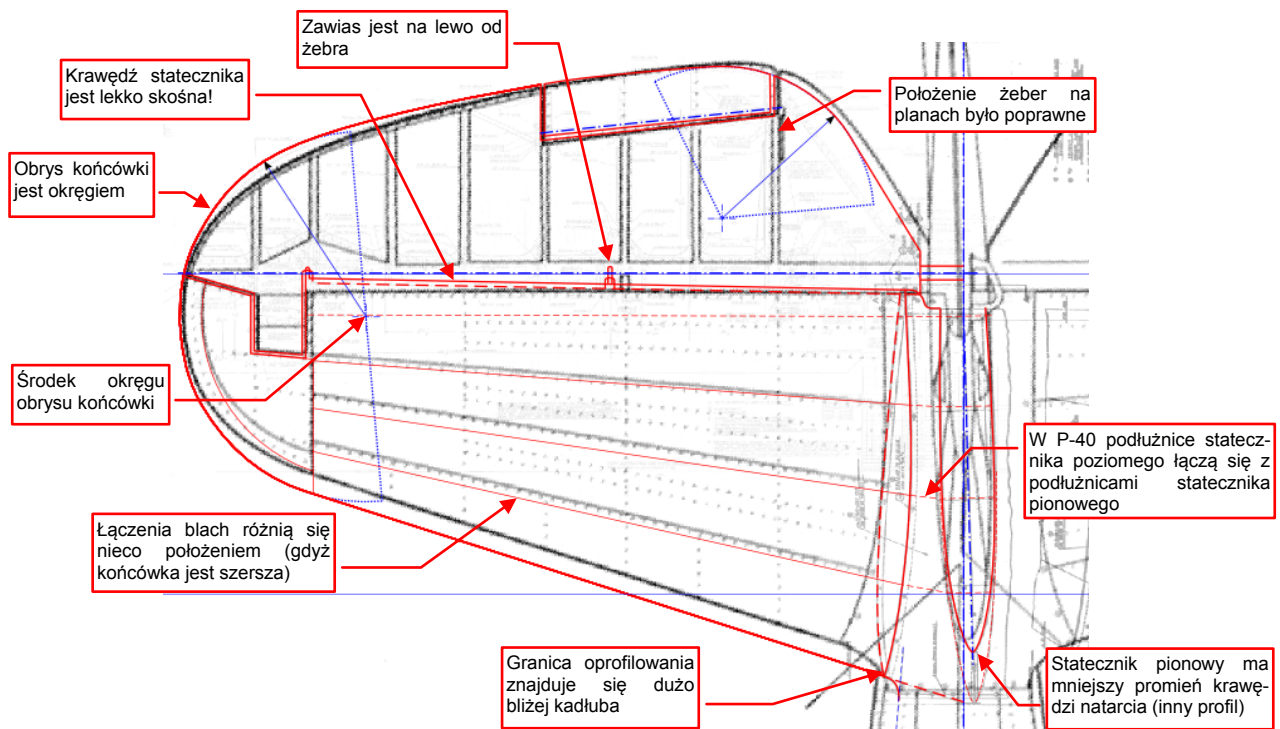 Zawias jest na lewo od
żebra
Krawędź statecznika
jest lekko skośna!
Położenie żeber na
planach było poprawne
Obrys końcówki
jest okręgiem
Środek okręgu
obrysu końcówki
W P-40 podłużnice statecz-
nika poziomego łączą się z
podłużnicami statecznika
pionowego
Łączenia blach różnią się
nieco położeniem (gdyż
końcówka jest szersza)
Granica oprofilowania
znajduje się dużo
bliżej kadłuba
Statecznik pionowy ma
mniejszy promień krawę-
dzi natarcia (inny profil)